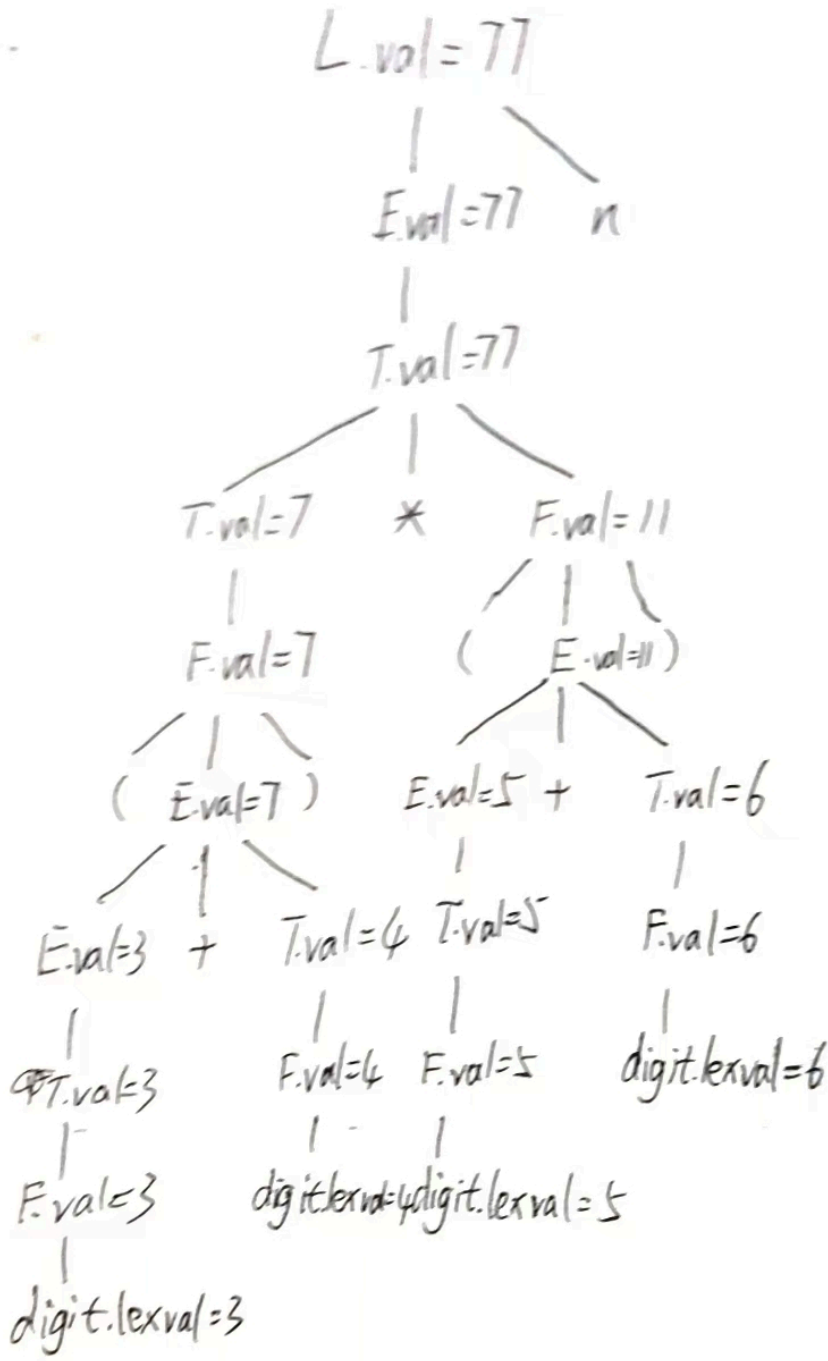 L.val=77
E.val=77 n
T.val=77
T.val=7 * F.val=11
F.val=7 ( E.val=11 )
( E.val=7 ) E.val=5 + T.val=6
E.val=3 + T.val=4 T.val=5 F.val=6
T.val=3 F.val=4 F.val=5 digit.lexval=6
F.val=3 digit.lexval=4 digit.lexval=5
digit.lexval=3